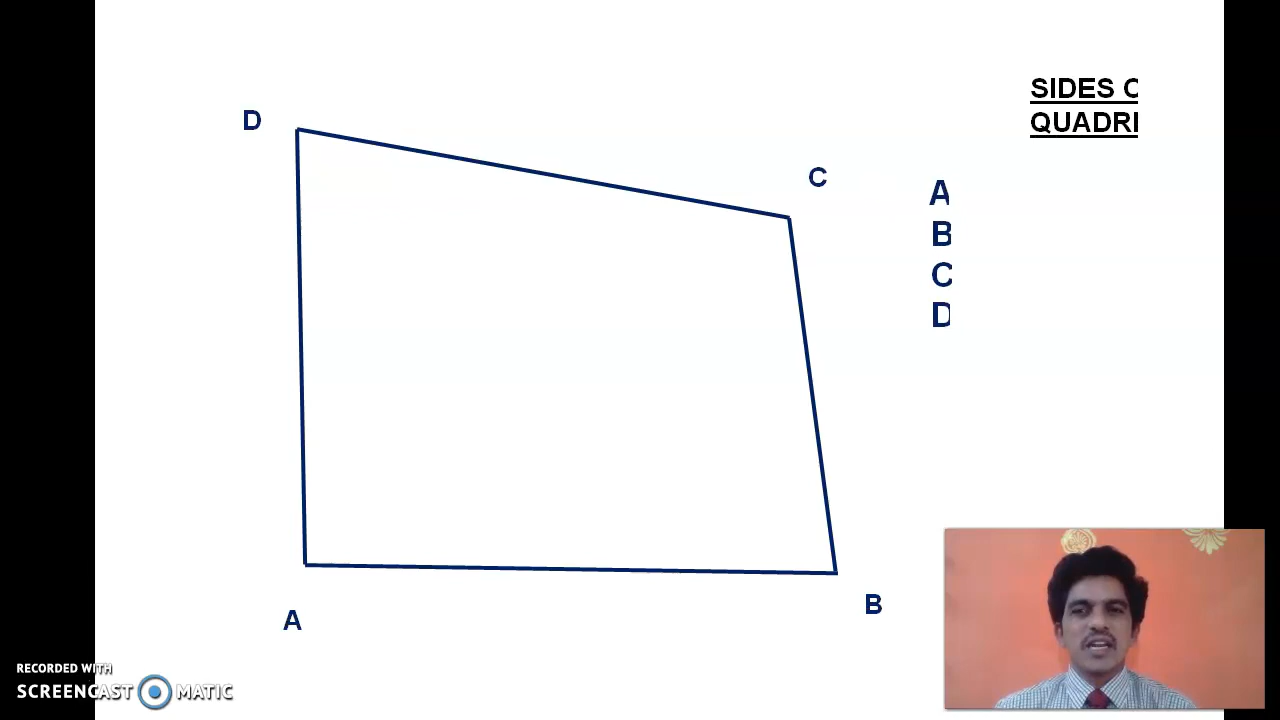 SIDES O
QUADRI
D
C
A
B
C
D
A
B
RECORDED WITH
SCREENCAST MATIC